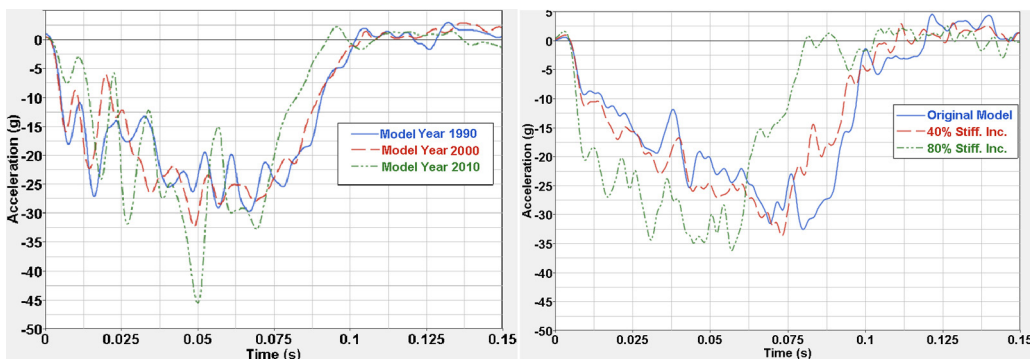 5
0
-5
-10
-15
-20
-25
-30
-35
-40
-45
-50
Acceleration (g)
0 0.025 0.05 0.075 0.1 0.125 0.15
Time (s)
Model Year 1990
Model Year 2000
Model Year 2010
5
0
-5
-10
-15
-20
-25
-30
-35
-40
-45
-50
Acceleration (g)
0 0.025 0.05 0.075 0.1 0.125 0.15
Time (s)
Original Model
40% Stiff. Inc.
80% Stiff. Inc.